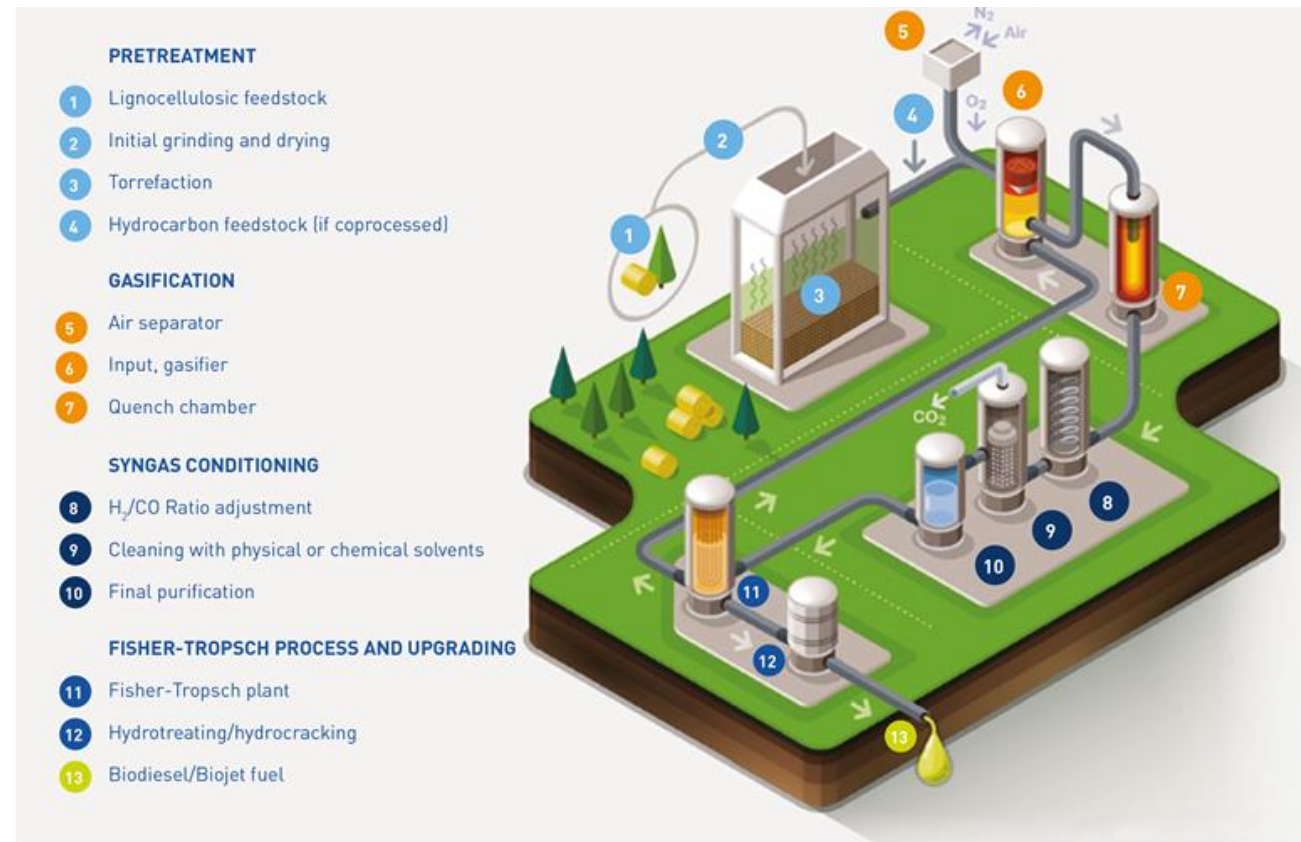 PRETREATMENT
1 Lignocellulosic feedstock
2 Initial grinding and drying
3 Torrefaction
4 Hydrocarbon feedstock (if coprocessed)
GASIFICATION
5 Air separator
6 Input, gasifier
7 Quench chamber
SYNGAS CONDITIONING
8 H₂/CO Ratio adjustment
9 Cleaning with physical or chemical solvents
10 Final purification
FISHER-TROPSCH PROCESS AND UPGRADING
11 Fisher-Tropsch plant
12 Hydrotreating/hydrocracking
13 Biodiesel/Biojet fuel
N₂
5
Air
6
O₂
4
2
1
3
7
CO₂
8
9
10
11
12
13